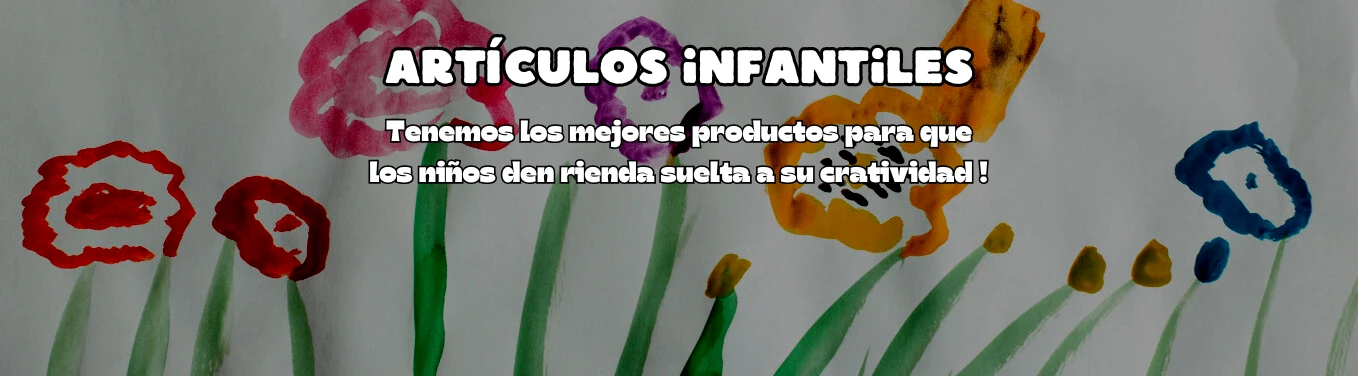 ARTÍCULOS iNFANTiLES
Tenemos los mejores productos para que
los niños den rienda suelta a su cratividad !